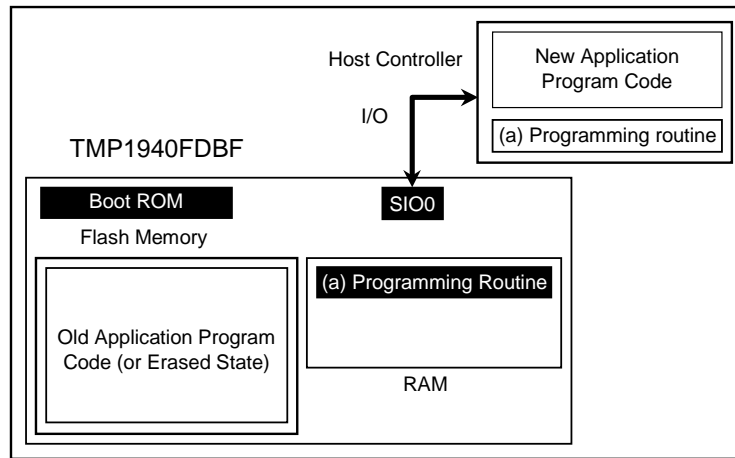 Host Controller
New Application
Program Code
I/O
(a) Programming routine
TMP1940FDBF
Boot ROM
SIO0
Flash Memory
(a) Programming Routine
Old Application Program
Code (or Erased State)
RAM